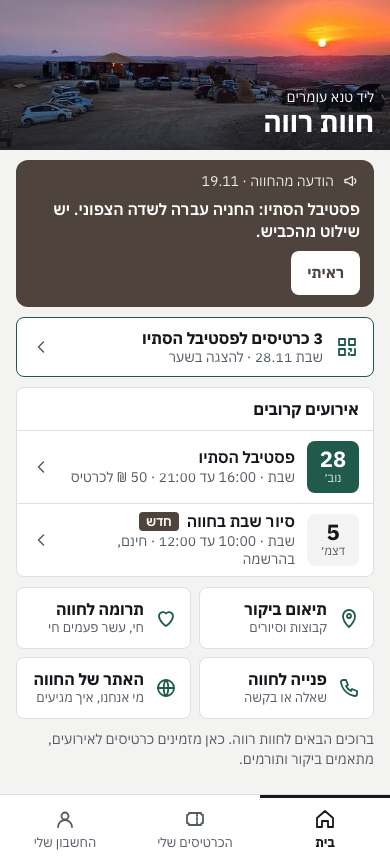 ליד טנא עומרים
חוות רווה
הודעה מהחווה · 19.11
פסטיבל הסתיו: החניה עברה לשדה הצפוני. יש
שילוט מהכביש.
ראיתי
3 כרטיסים לפסטיבל הסתיו
שבת 28.11 · להצגה בשער
אירועים קרובים
28
נוב׳
פסטיבל הסתיו
שבת · 16:00 עד 21:00 · 50 ₪ לכרטיס
5
דצמ׳
סיור שבת בחווה חדש
שבת · 10:00 עד 12:00 · חינם,
בהרשמה
תיאום ביקור
קבוצות וסיורים
תרומה לחווה
חי, עשר פעמים חי
פנייה לחווה
שאלה או בקשה
האתר של החווה
מי אנחנו, איך מגיעים
ברוכים הבאים לחוות רווה. כאן מזמינים כרטיסים לאירועים,
מתאמים ביקור ותורמים.
בית
הכרטיסים שלי
החשבון שלי